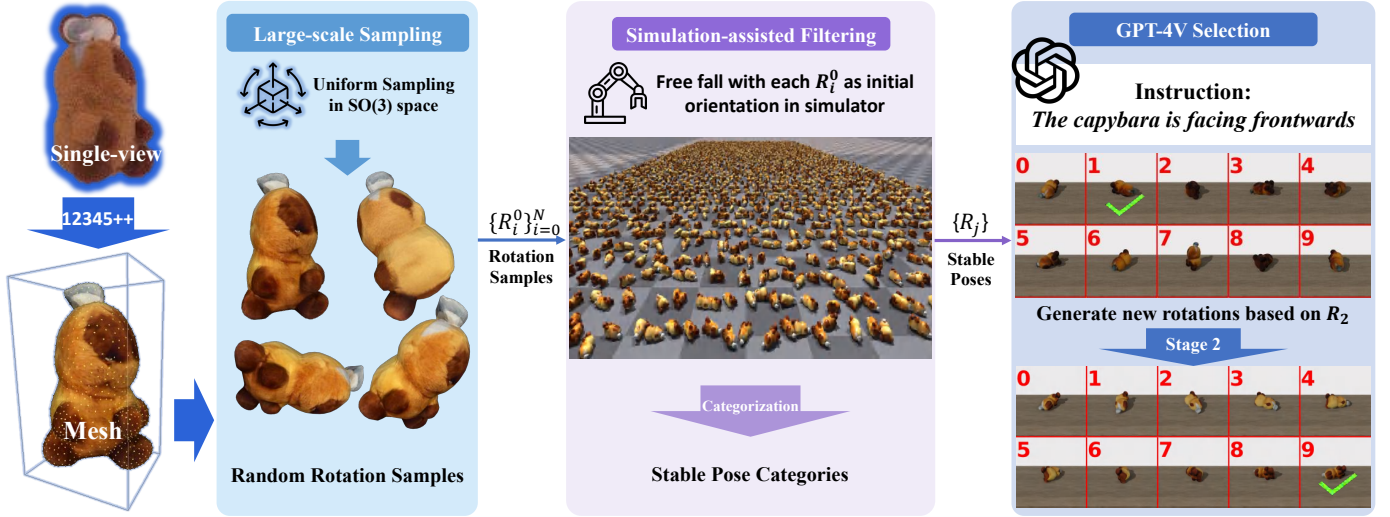 Single-view
12345++
Mesh
Large-scale Sampling
Uniform Sampling
in SO(3) space
Random Rotation Samples
{R_i^0}_{i=0}^N
Rotation
Samples
Simulation-assisted Filtering
Free fall with each R_i^0 as initial
orientation in simulator
Categorization
Stable Pose Categories
{R_j}
Stable
Poses
GPT-4V Selection
Instruction:
The capybara is facing frontwards
0 1 2 3 4
5 6 7 8 9
Generate new rotations based on R_2
Stage 2
0 1 2 3 4
5 6 7 8 9